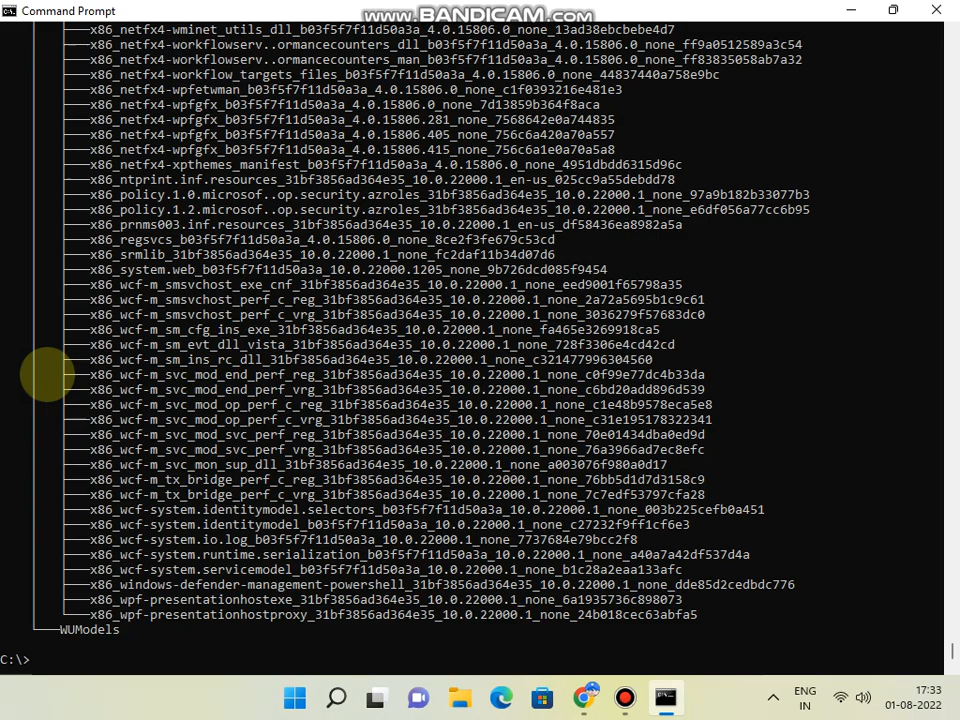 Command Prompt
www.BANDICAM.com
x86_netfx4-wminet_utils_dll_b03f5f7f11d50a3a_4.0.15806.0_none_13ad38ebcbebe4d7
x86_netfx4-workflowserv..ormancecounters_dll_b03f5f7f11d50a3a_4.0.15806.0_none_ff9a0512589a3c54
x86_netfx4-workflowserv..ormancecounters_man_b03f5f7f11d50a3a_4.0.15806.0_none_ff83835058ab7a32
x86_netfx4-workflow_targets_files_b03f5f7f11d50a3a_4.0.15806.0_none_44837440a758e9bc
x86_netfx4-wpfetwman_b03f5f7f11d50a3a_4.0.15806.0_none_c1f0393216e481e3
x86_netfx4-wpfgfx_b03f5f7f11d50a3a_4.0.15806.0_none_7d13859b364f8aca
x86_netfx4-wpfgfx_b03f5f7f11d50a3a_4.0.15806.281_none_7568642e0a744835
x86_netfx4-wpfgfx_b03f5f7f11d50a3a_4.0.15806.405_none_756c6a420a70a557
x86_netfx4-wpfgfx_b03f5f7f11d50a3a_4.0.15806.415_none_756c6a1e0a70a5a8
x86_netfx4-xpthemes_manifest_b03f5f7f11d50a3a_4.0.15806.0_none_4951dbdd6315d96c
x86_ntprint.inf.resources_31bf3856ad364e35_10.0.22000.1_en-us_025cc9a55debdd78
x86_policy.1.0.microsof..op.security.azroles_31bf3856ad364e35_10.0.22000.1_none_97a9b182b33077b3
x86_policy.1.2.microsof..op.security.azroles_31bf3856ad364e35_10.0.22000.1_none_e6df056a77cc6b95
x86_prnms003.inf.resources_31bf3856ad364e35_10.0.22000.1_en-us_df58436ea8982a5a
x86_regsvcs_b03f5f7f11d50a3a_4.0.15806.0_none_8ce2f3fe679c53cd
x86_srmlib_31bf3856ad364e35_10.0.22000.1_none_fc2daf11b34d07d6
x86_system.web_b03f5f7f11d50a3a_10.0.22000.1205_none_9b726dcd085f9454
x86_wcf-m_smsvchost_exe_cnf_31bf3856ad364e35_10.0.22000.1_none_eed9001f65798a35
x86_wcf-m_smsvchost_perf_c_reg_31bf3856ad364e35_10.0.22000.1_none_2a72a5695b1c9c61
x86_wcf-m_smsvchost_perf_c_vrg_31bf3856ad364e35_10.0.22000.1_none_3036279f57683dc0
x86_wcf-m_sm_cfg_ins_exe_31bf3856ad364e35_10.0.22000.1_none_fa465e3269918ca5
x86_wcf-m_sm_evt_dll_vista_31bf3856ad364e35_10.0.22000.1_none_728f3306e4cd42cd
x86_wcf-m_sm_ins_rc_dll_31bf3856ad364e35_10.0.22000.1_none_c321477996304560
x86_wcf-m_svc_mod_end_perf_reg_31bf3856ad364e35_10.0.22000.1_none_c0f99e77dc4b33da
x86_wcf-m_svc_mod_end_perf_vrg_31bf3856ad364e35_10.0.22000.1_none_c6bd20add896d539
x86_wcf-m_svc_mod_op_perf_c_reg_31bf3856ad364e35_10.0.22000.1_none_c1e48b9578eca5e8
x86_wcf-m_svc_mod_op_perf_c_vrg_31bf3856ad364e35_10.0.22000.1_none_c31e195178322341
x86_wcf-m_svc_mod_svc_perf_reg_31bf3856ad364e35_10.0.22000.1_none_70e01434dba0ed9d
x86_wcf-m_svc_mod_svc_perf_vrg_31bf3856ad364e35_10.0.22000.1_none_76a3966ad7ec8efc
x86_wcf-m_svc_mon_sup_dll_31bf3856ad364e35_10.0.22000.1_none_a003076f980a0d17
x86_wcf-m_tx_bridge_perf_c_reg_31bf3856ad364e35_10.0.22000.1_none_76bb5d1d7d3158c9
x86_wcf-m_tx_bridge_perf_c_vrg_31bf3856ad364e35_10.0.22000.1_none_7c7edf53797cfa28
x86_wcf-system.identitymodel.selectors_b03f5f7f11d50a3a_10.0.22000.1_none_003b225cefb0a451
x86_wcf-system.identitymodel_b03f5f7f11d50a3a_10.0.22000.1_none_c27232f9ff1cf6e3
x86_wcf-system.io.log_b03f5f7f11d50a3a_10.0.22000.1_none_7737684e79bcc2f8
x86_wcf-system.runtime.serialization_b03f5f7f11d50a3a_10.0.22000.1_none_a40a7a42df537d4a
x86_wcf-system.servicemodel_b03f5f7f11d50a3a_10.0.22000.1_none_b1c28a2eaa133afc
x86_windows-defender-management-powershell_31bf3856ad364e35_10.0.22000.1_none_dde85d2cedbdc776
x86_wpf-presentationhostexe_31bf3856ad364e35_10.0.22000.1_none_6a1935736c898073
x86_wpf-presentationhostproxy_31bf3856ad364e35_10.0.22000.1_none_24b018cec63abfa5
WUModels
C:\>
ENG
IN
17:33
01-08-2022